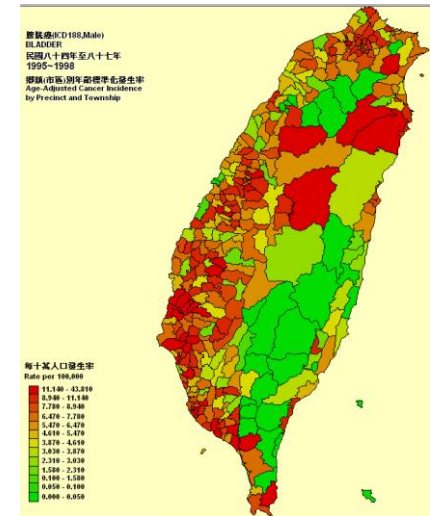 膀胱癌(ICD188,Male)
BLADDER
民國八十四年至八十七年
1995~1998
鄉鎮(市區)別年齡標準化發生率
Age-Adjusted Cancer Incidence
by Precinct and Township
每十萬人口發生率
Rate per 100,000
11.140 - 43.810
8.940 - 11.140
7.780 - 8.940
6.470 - 7.780
5.470 - 6.470
4.610 - 5.470
3.870 - 4.610
3.030 - 3.870
2.310 - 3.030
1.580 - 2.310
0.100 - 1.580
0.050 - 0.100
0.000 - 0.050